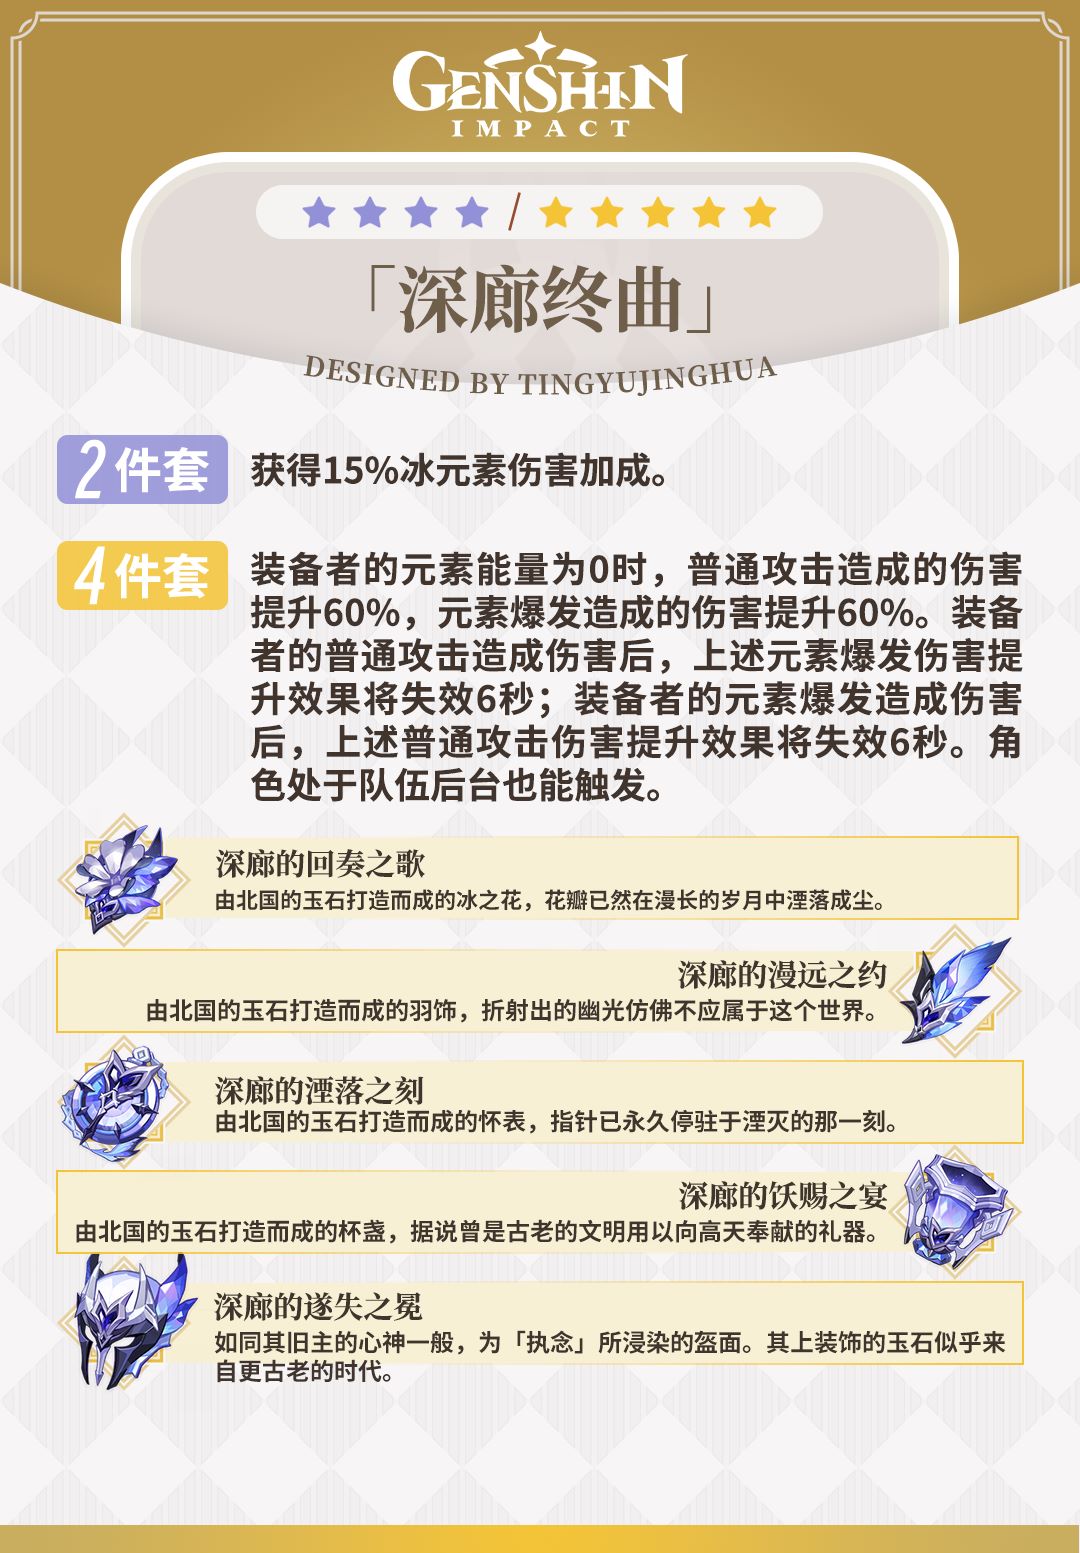 GENSHIN
IMPACT
「深廊终曲」
DESIGNED BY TINGYUJINGHUA
2件套
获得15%冰元素伤害加成。
4件套
装备者的元素能量为0时，普通攻击造成的伤害
提升60%，元素爆发造成的伤害提升60%。装备
者的普通攻击造成伤害后，上述元素爆发伤害提
升效果将失效6秒；装备者的元素爆发造成伤害
后，上述普通攻击伤害提升效果将失效6秒。角
色处于队伍后台也能触发。
深廊的回奏之歌
由北国的玉石打造而成的冰之花，花瓣已然在漫长的岁月中湮落成尘。
深廊的漫远之约
由北国的玉石打造而成的羽饰，折射出的幽光仿佛不应属于这个世界。
深廊的湮落之刻
由北国的玉石打造而成的怀表，指针已永久停驻于湮灭的那一刻。
深廊的饫赐之宴
由北国的玉石打造而成的杯盏，据说曾是古老的文明用以向高天奉献的礼器。
深廊的遂失之冕
如同其旧主的心神一般，为「执念」所浸染的盔面。其上装饰的玉石似乎来
自更古老的时代。